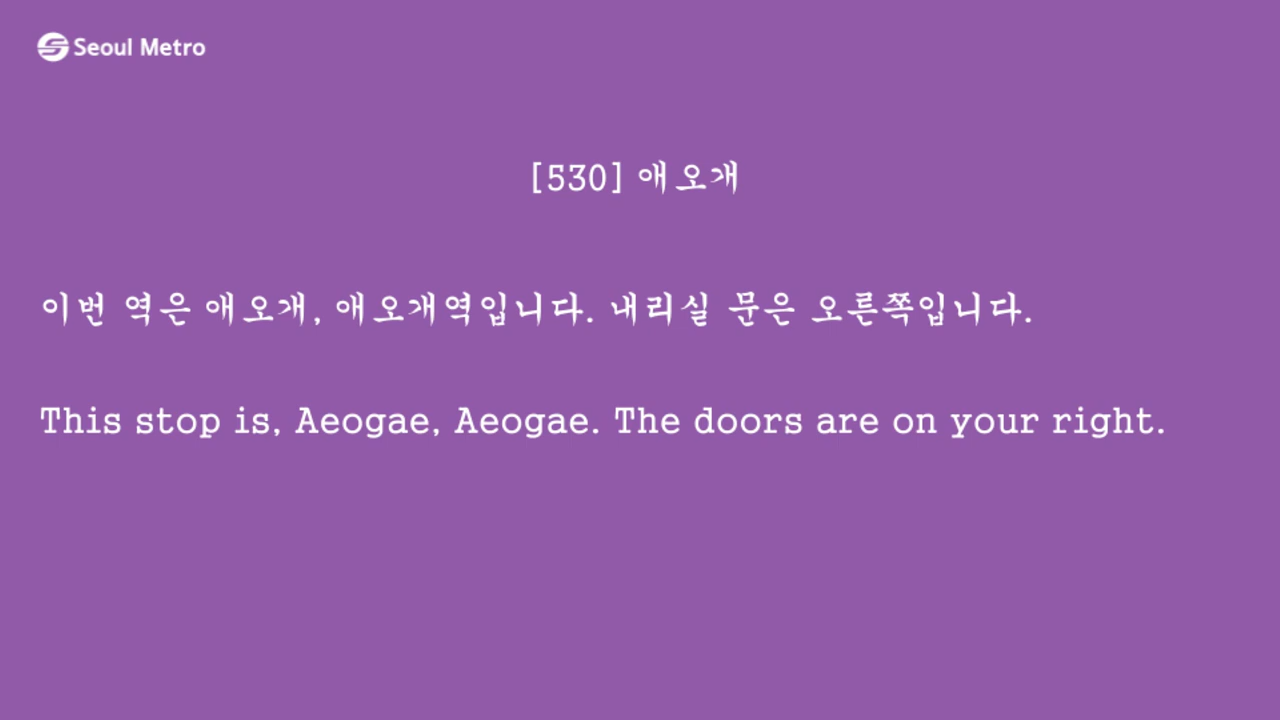 Seoul Metro
[530] 애오개
이번 역은 애오개, 애오개역입니다. 내리실 문은 오른쪽입니다.
This stop is, Aeogae, Aeogae. The doors are on your right.